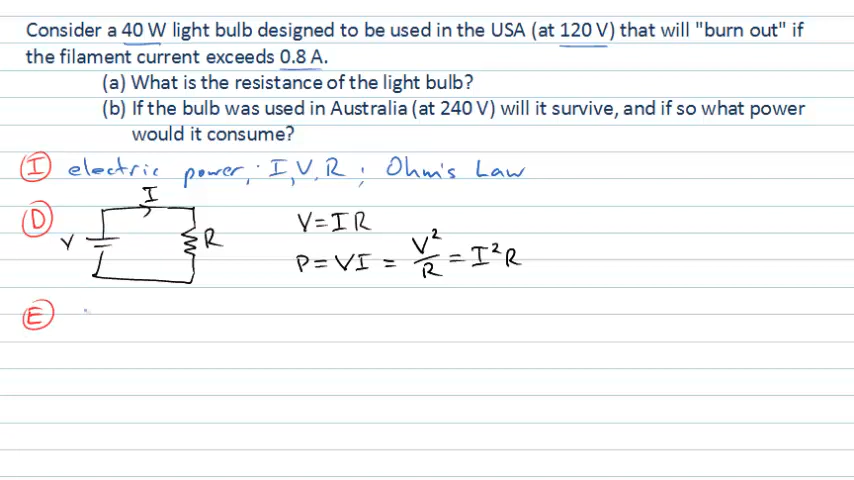 Consider a 40 W light bulb designed to be used in the USA (at 120 V) that will "burn out" if
the filament current exceeds 0.8 A.
(a) What is the resistance of the light bulb?
(b) If the bulb was used in Australia (at 240 V) will it survive, and if so what power
would it consume?
I electric power, I, V, R ; Ohm's Law
I
D V R V = I R
P = VI = V²/R = I²R
E